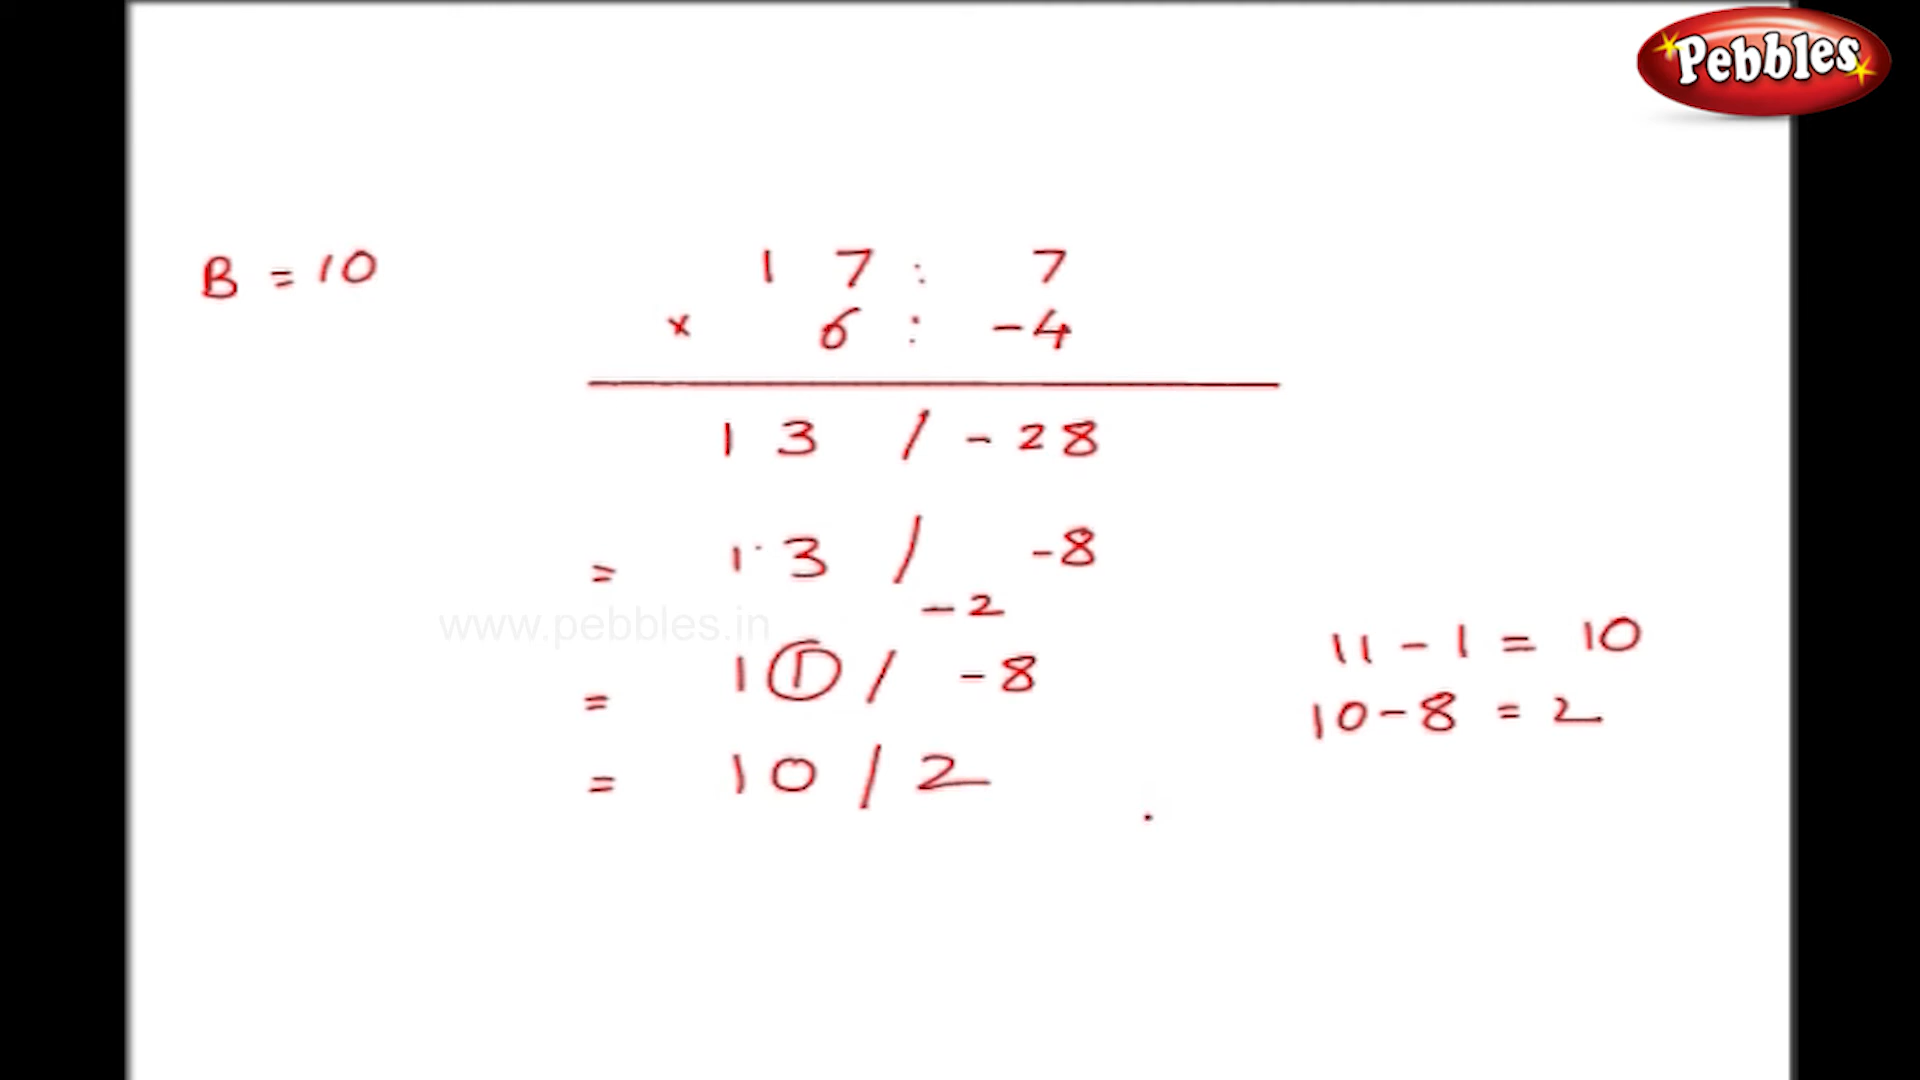 Pebbles
B = 10
1 7 : 7
× 6 : -4
1 3 / - 28
= 1 3 / -8
-2
www.pebbles.in
= 1 1 / - 8
= 10 / 2
11 - 1 = 10
10 - 8 = 2